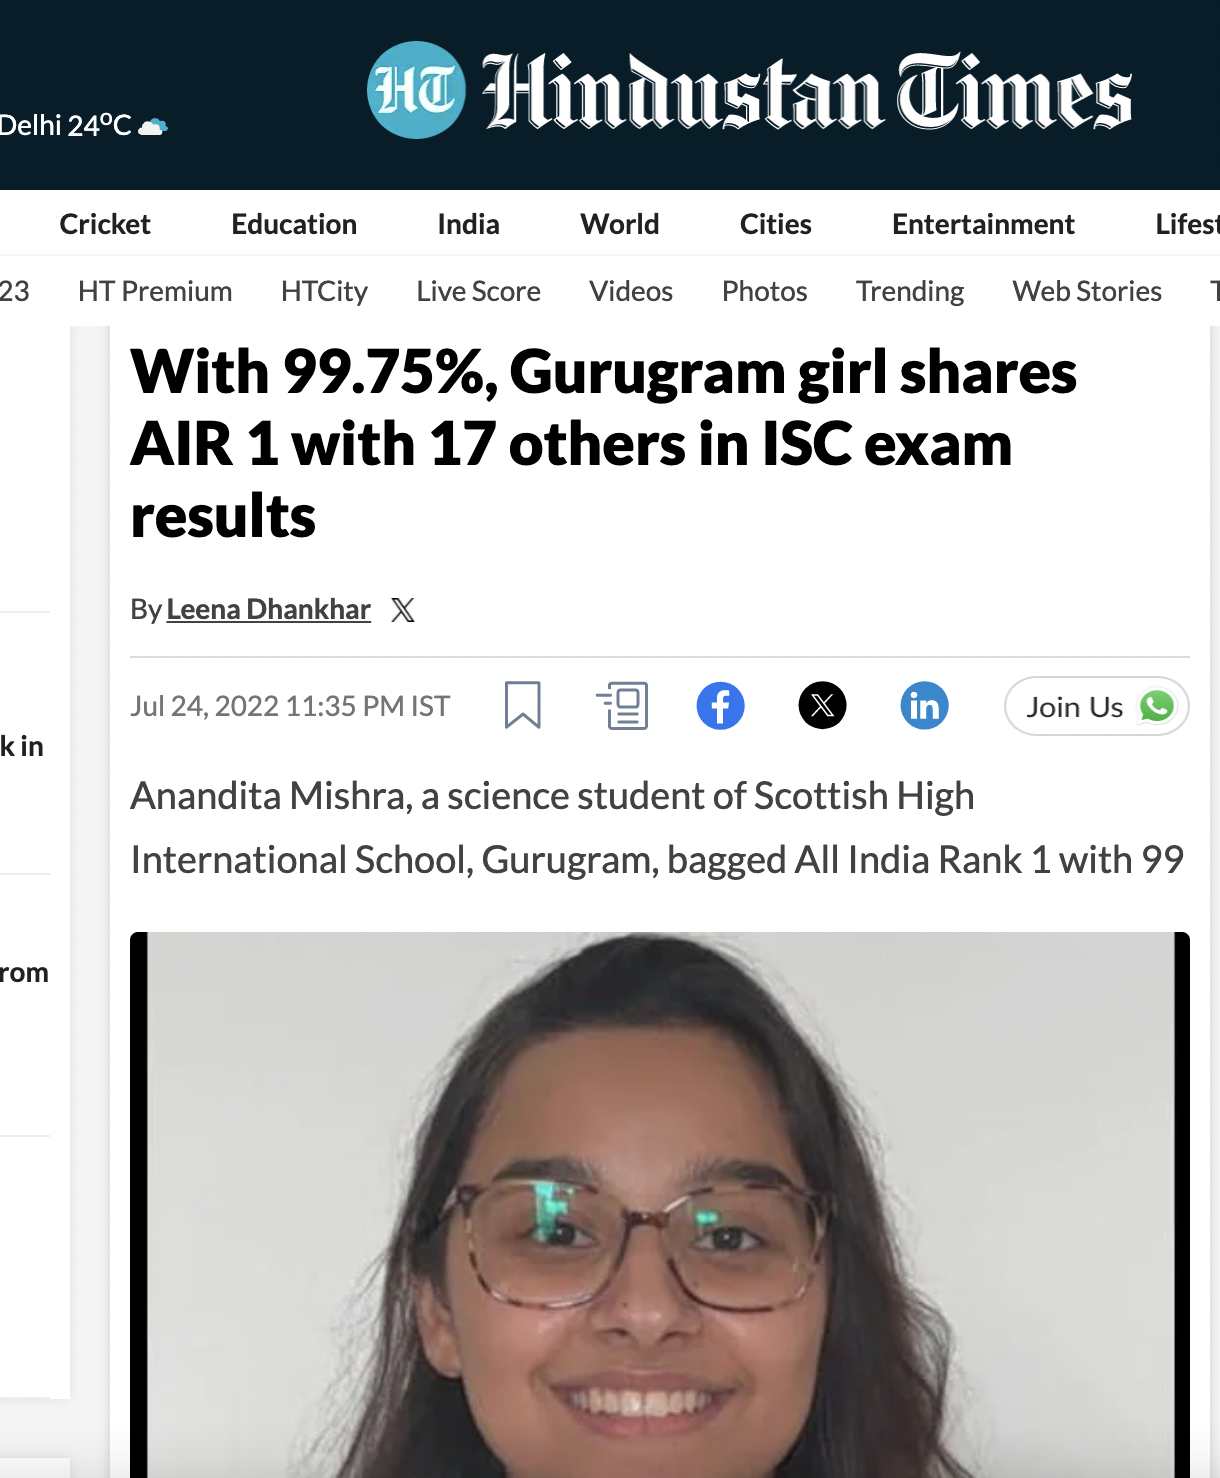 HT Hindustan Times
Delhi 24°C
Cricket Education India World Cities Entertainment Lifest
23 HT Premium HTCity Live Score Videos Photos Trending Web Stories T
With 99.75%, Gurugram girl shares
AIR 1 with 17 others in ISC exam
results
By Leena Dhankhar X
Jul 24, 2022 11:35 PM IST f X in Join Us
k in
Anandita Mishra, a science student of Scottish High
International School, Gurugram, bagged All India Rank 1 with 99
rom